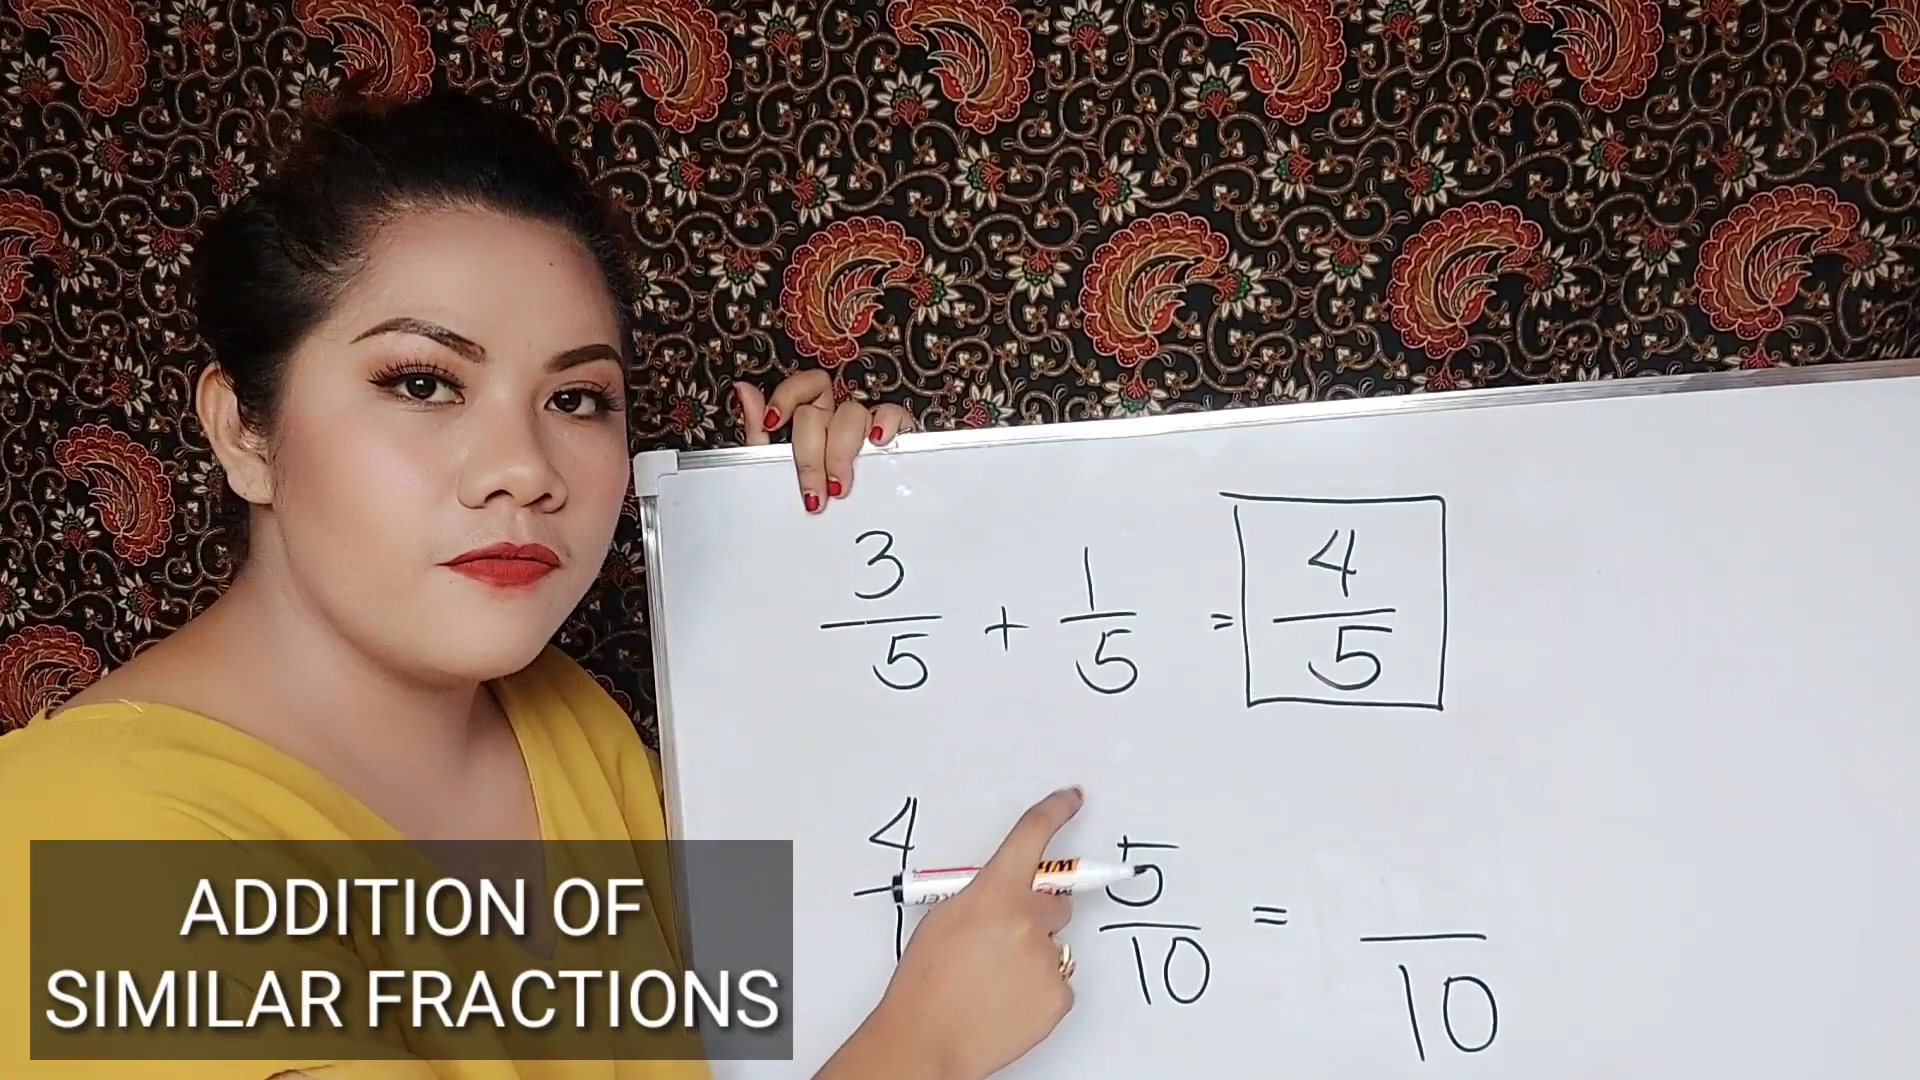 3/5 + 1/5 = 4/5
4/1 5/10 = /10
ADDITION OF
SIMILAR FRACTIONS